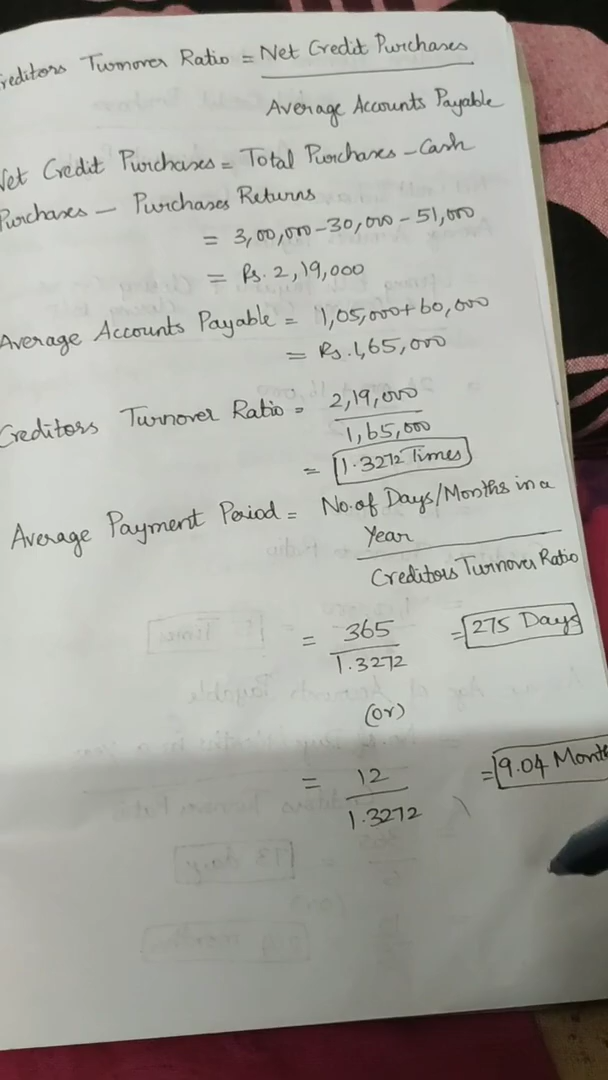 reditors Turnover Ratio = Net Credit Purchases
Average Accounts Payable
Net Credit Purchases = Total Purchases - Cash
Purchases - Purchases Returns
= 3,00,000-30,000-51,000
= Rs. 2,19,000
Average Accounts Payable = 1,05,000+60,000
= Rs.1,65,000
Creditors Turnover Ratio = 2,19,000
1,65,000
= 1.3272 Times
Average Payment Period = No.of Days/Months in a
Year
Creditors Turnover Ratio
= 365 = 275 Days
1.3272
(or)
= 12 = 9.04 Month
1.3272